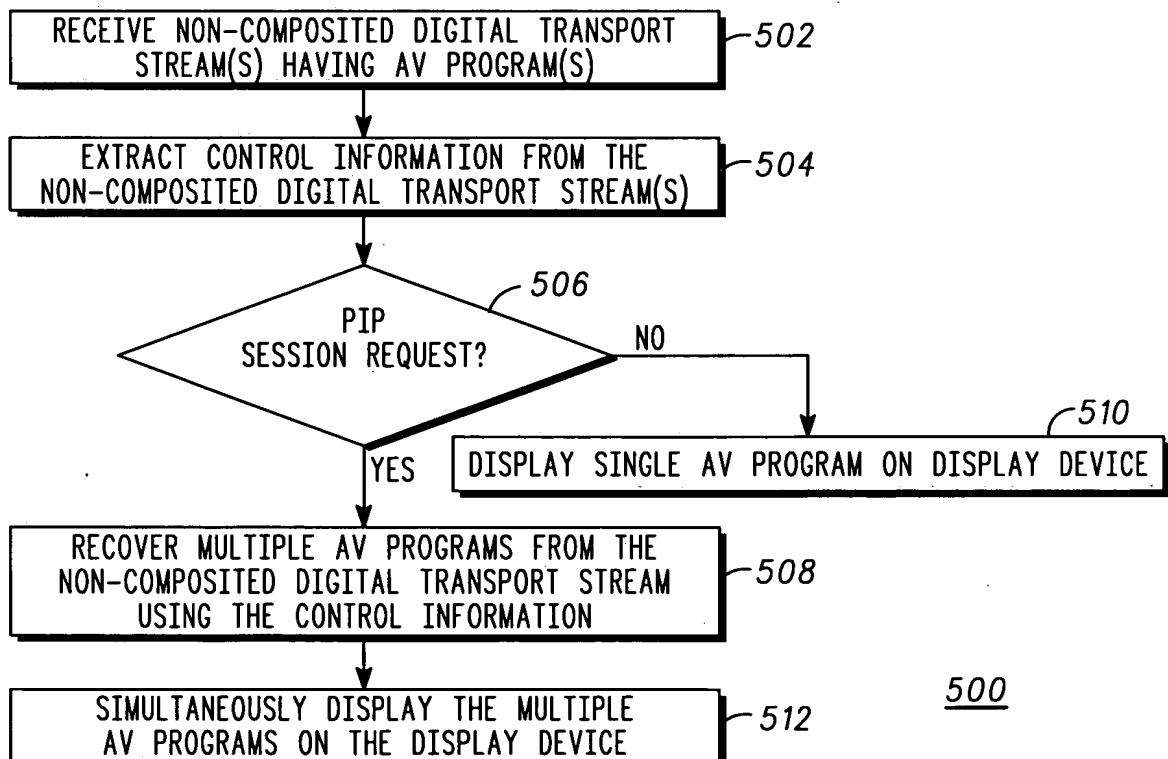 RECEIVE NON-COMPOSITED DIGITAL TRANSPORT
STREAM(S) HAVING AV PROGRAM(S)
502
EXTRACT CONTROL INFORMATION FROM THE
NON-COMPOSITED DIGITAL TRANSPORT STREAM(S)
504
PIP
SESSION REQUEST?
506
NO
YES
510
DISPLAY SINGLE AV PROGRAM ON DISPLAY DEVICE
RECOVER MULTIPLE AV PROGRAMS FROM THE
NON-COMPOSITED DIGITAL TRANSPORT STREAM
USING THE CONTROL INFORMATION
508
SIMULTANEOUSLY DISPLAY THE MULTIPLE
AV PROGRAMS ON THE DISPLAY DEVICE
512
500